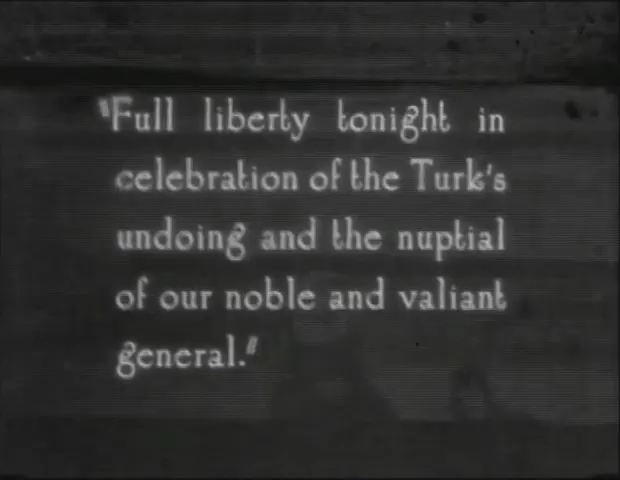 "Full liberty tonight in
celebration of the Turk's
undoing and the nuptial
of our noble and valiant
general."